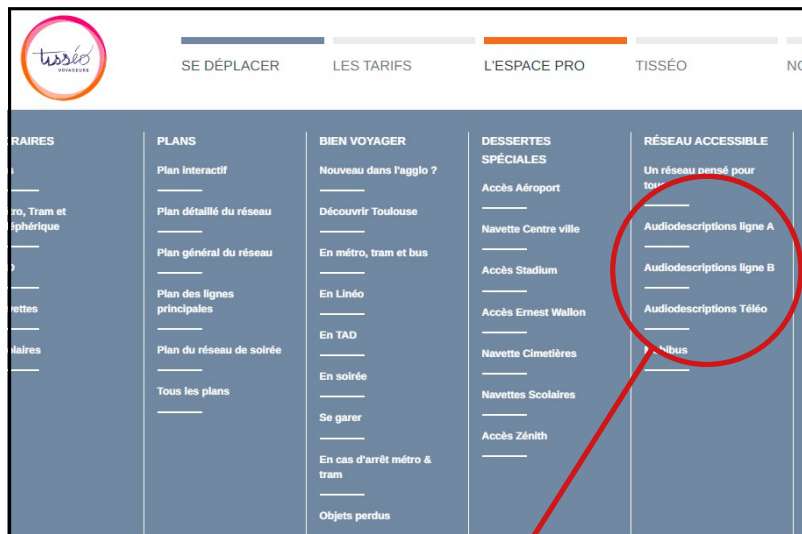 tisséo
VOYAGEURS
SE DÉPLACER
LES TARIFS
L'ESPACE PRO
TISSÉO
PLANS
Plan interactif
Plan détaillé du réseau
Plan général du réseau
Plan des lignes
principales
Plan du réseau de soirée
Tous les plans
BIEN VOYAGER
Nouveau dans l'agglo ?
Découvrir Toulouse
En métro, tram et bus
En Linéo
En TAD
En soirée
Se garer
En cas d'arrêt métro &
tram
Objets perdus
DESSERTES
SPÉCIALES
Accès Aéroport
Navette Centre ville
Accès Stadium
Accès Ernest Wallon
Navette Cimetières
Navettes Scolaires
Accès Zénith
RÉSEAU ACCESSIBLE
Un réseau pensé pour
Audiodescriptions ligne A
Audiodescriptions ligne B
Audiodescriptions Téléo
Mobibus